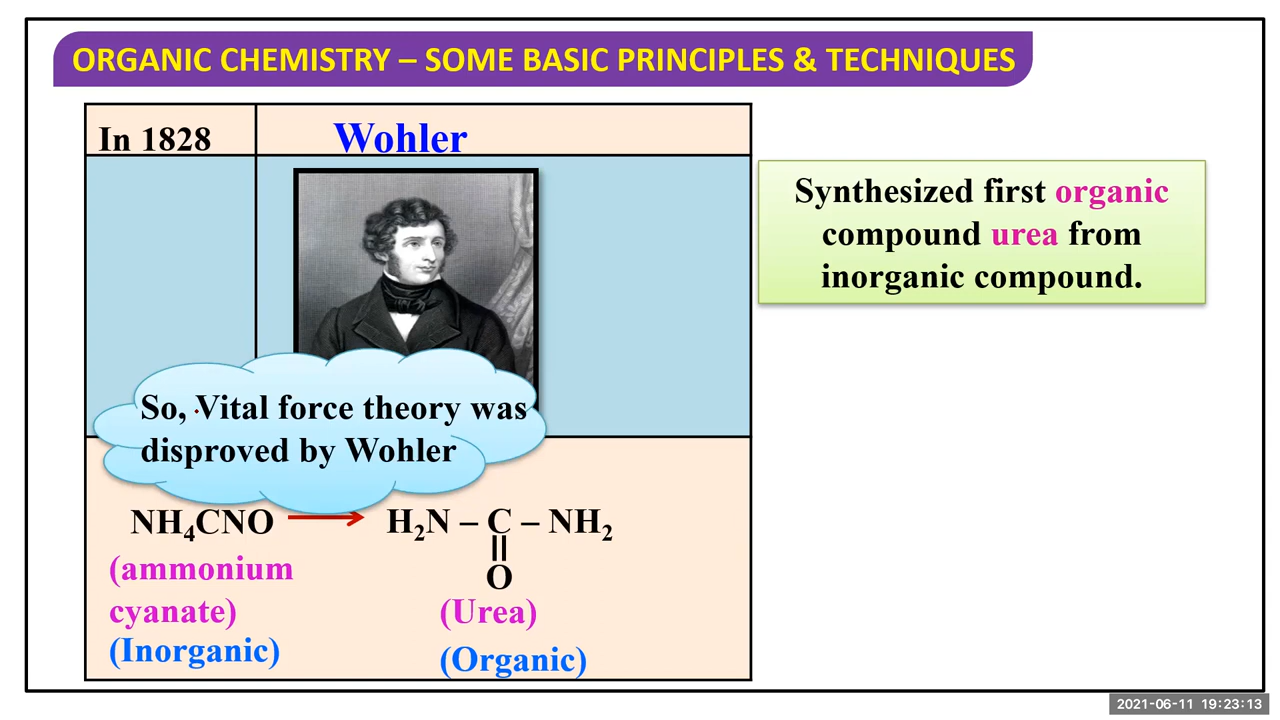 ORGANIC CHEMISTRY – SOME BASIC PRINCIPLES & TECHNIQUES
In 1828
Wohler
Synthesized first organic
compound urea from
inorganic compound.
So, Vital force theory was
disproved by Wohler
NH₄CNO
H₂N – C – NH₂
O
(ammonium
cyanate)
(Inorganic)
(Urea)
(Organic)
2021-06-11 19:23:13